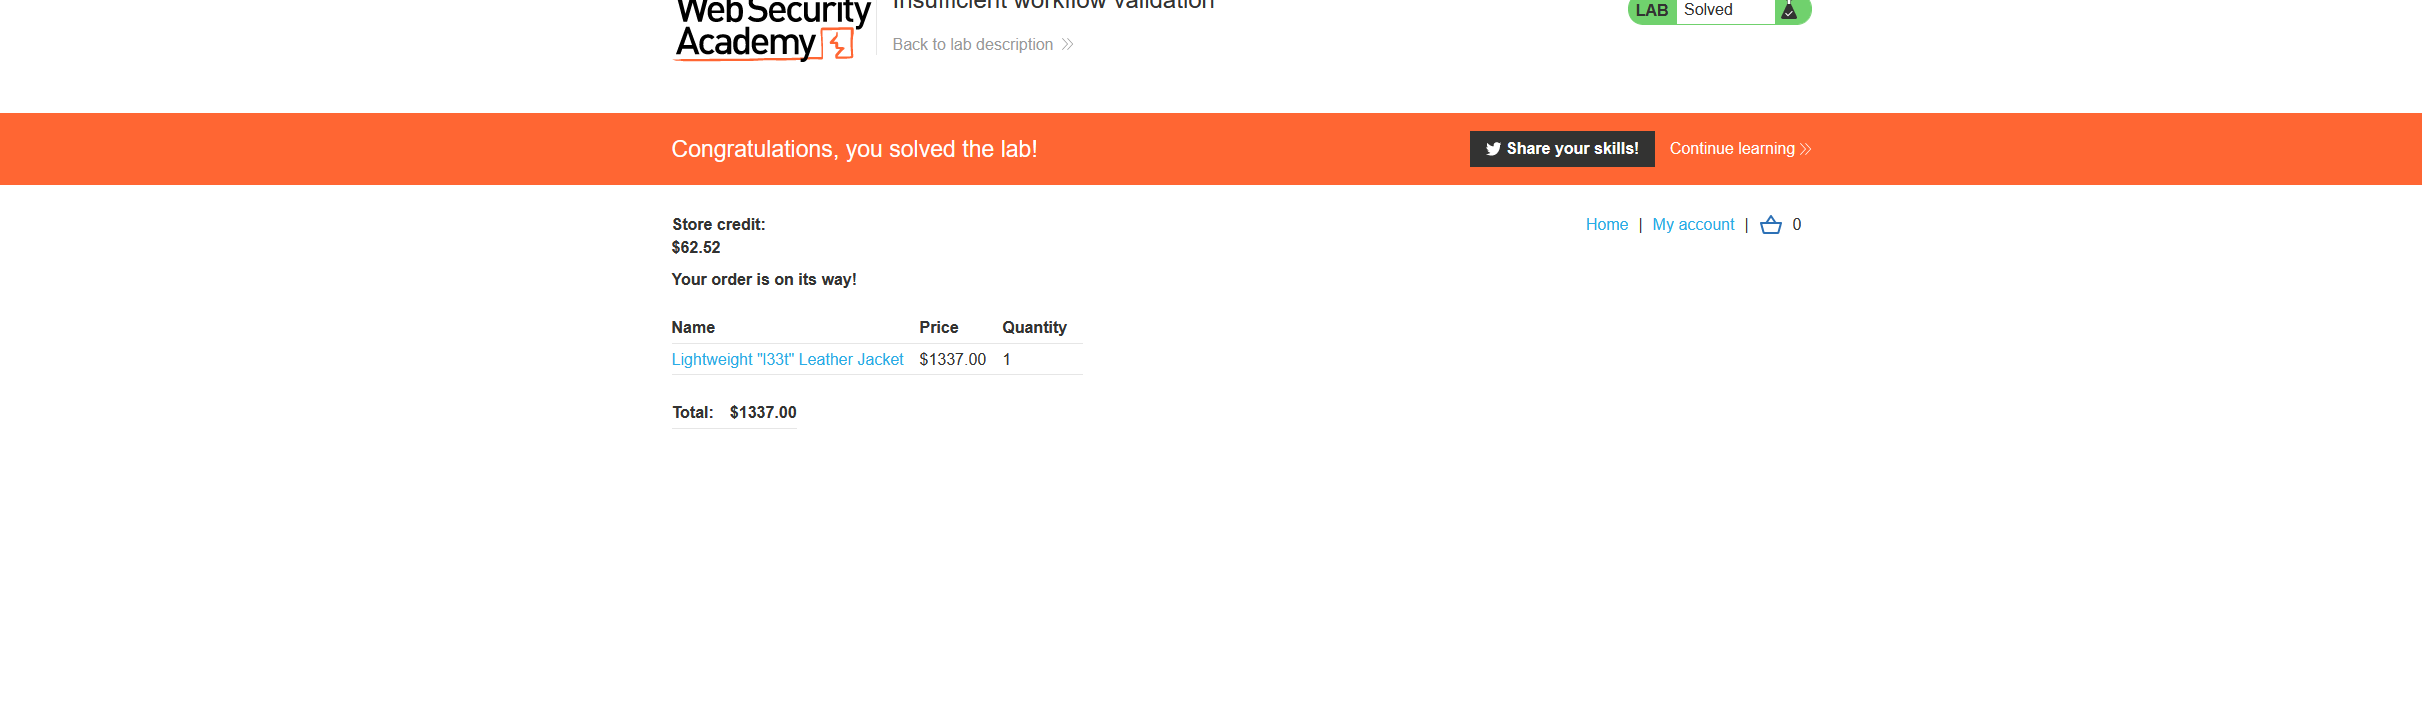 Web Security
Academy
Insufficient workflow validation
Back to lab description
LAB Solved
Congratulations, you solved the lab!
Share your skills!
Continue learning
Store credit:
$62.52
Home | My account | 0
Your order is on its way!
Name Price Quantity
Lightweight "l33t" Leather Jacket $1337.00 1
Total: $1337.00